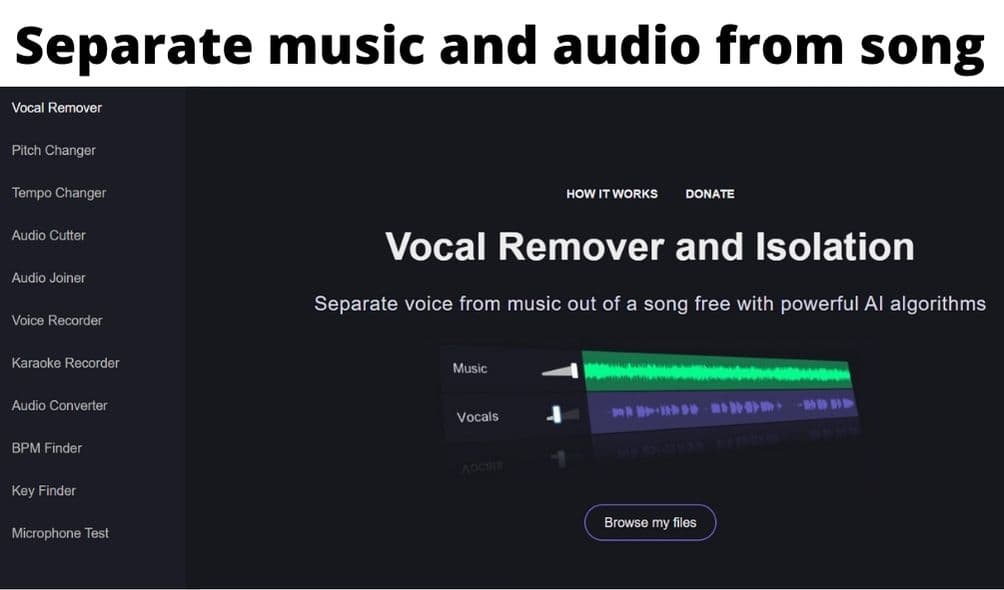 Separate music and audio from song
Vocal Remover
Pitch Changer
Tempo Changer
Audio Cutter
Audio Joiner
Voice Recorder
Karaoke Recorder
Audio Converter
BPM Finder
Key Finder
Microphone Test
HOW IT WORKS DONATE
Vocal Remover and Isolation
Separate voice from music out of a song free with powerful AI algorithms
Music
Vocals
Vocals
Browse my files